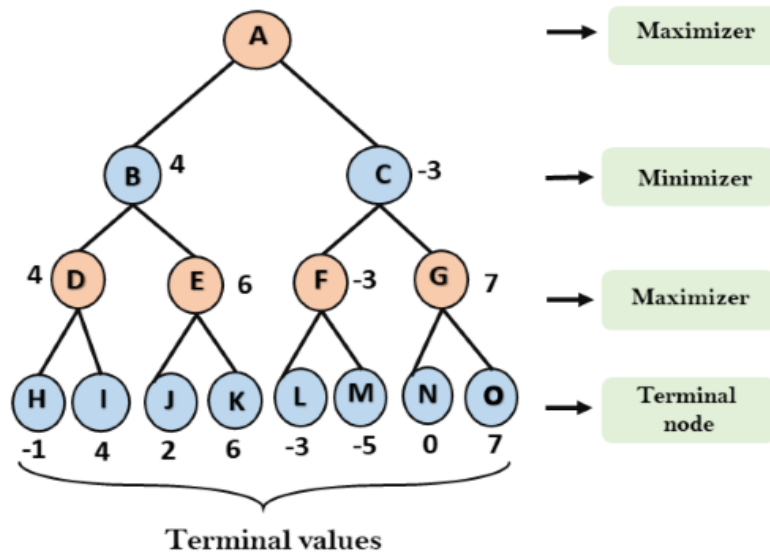 A
Maximizer
B 4
C -3
Minimizer
4 D
E 6
F -3
G 7
Maximizer
H I J K L M N O
Terminal
node
-1 4 2 6 -3 -5 0 7
Terminal values